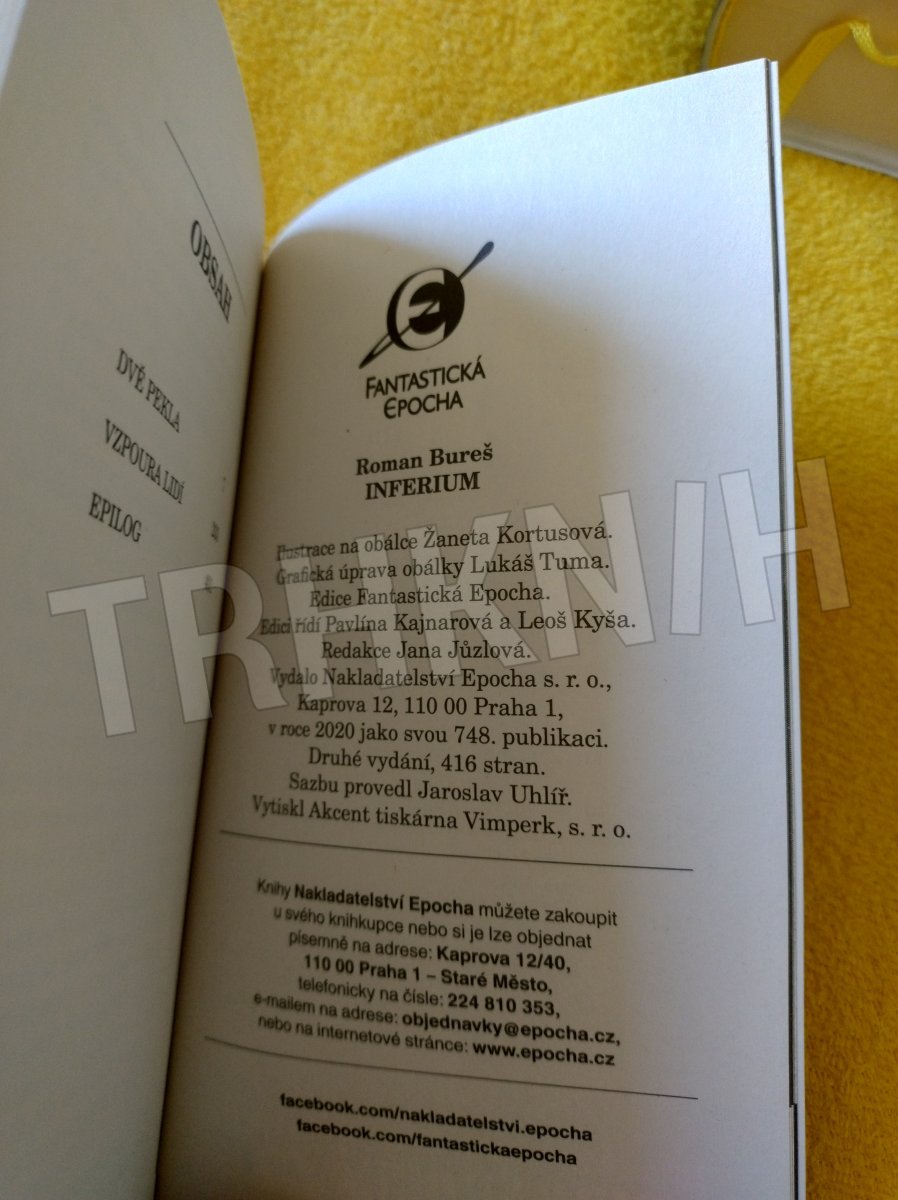 OBSAH
DVĚ PEKLA
VZPOURA LIDÍ
EPILOG
FANTASTICKÁ
EPOCHA
Roman Bureš
INFERIUM
Ilustrace na obálce Žaneta Kortusová.
Grafická úprava obálky Lukáš Tuma.
Edice Fantastická Epocha.
Edici řídí Pavlína Kajnarová a Leoš Kyša.
Redakce Jana Jůzlová.
Vydalo Nakladatelství Epocha s. r. o.,
Kaprova 12, 110 00 Praha 1,
v roce 2020 jako svou 748. publikaci.
Druhé vydání, 416 stran.
Sazbu provedl Jaroslav Uhlíř.
Vytiskl Akcent tiskárna Vimperk, s. r. o.
Knihy Nakladatelství Epocha můžete zakoupit
u svého knihkupce nebo si je lze objednat
písemně na adrese: Kaprova 12/40,
110 00 Praha 1 – Staré Město,
telefonicky na čísle: 224 810 353,
e-mailem na adrese: objednavky@epocha.cz,
nebo na internetové stránce: www.epocha.cz
facebook.com/nakladatelstvi.epocha
facebook.com/fantastickaepocha
TRHKNIH